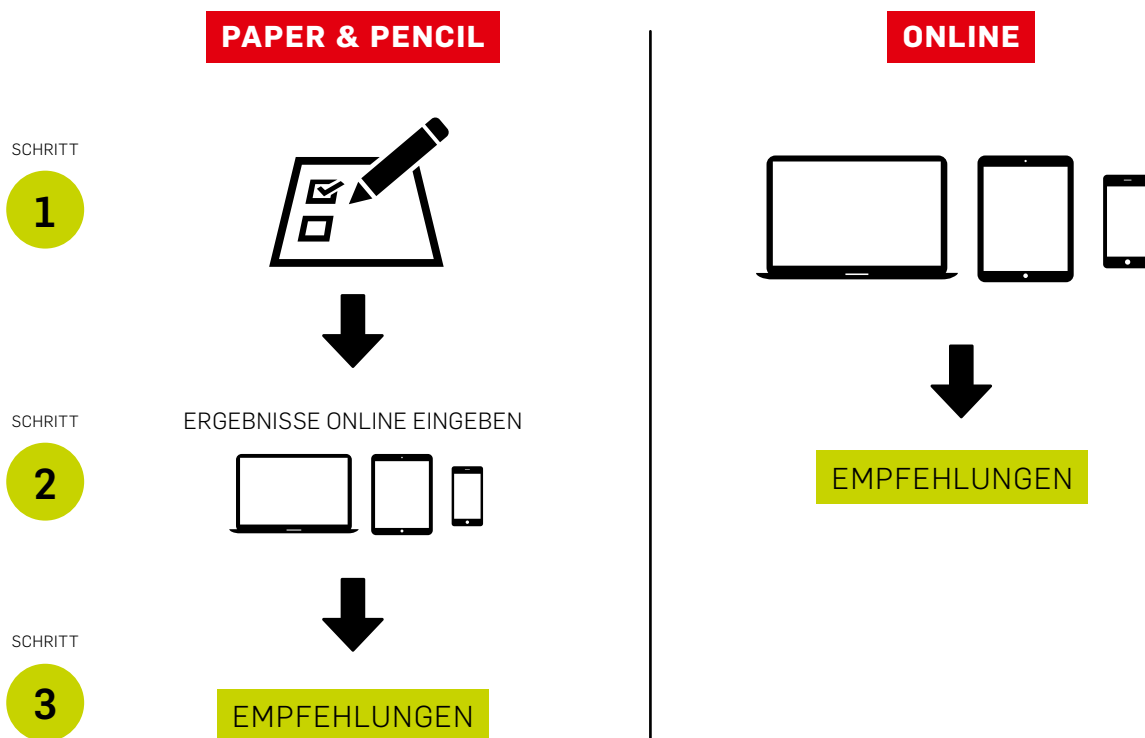 PAPER & PENCIL
ONLINE
SCHRITT
1
SCHRITT
2
ERGEBNISSE ONLINE EINGEBEN
EMPFEHLUNGEN
SCHRITT
3
EMPFEHLUNGEN